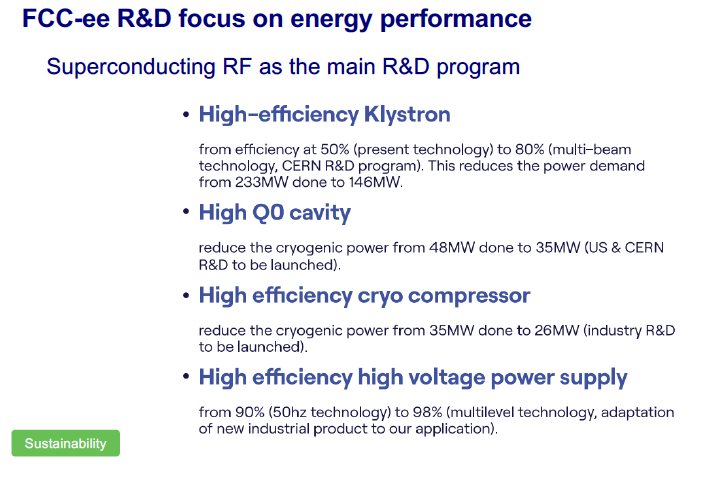 FCC-ee R&D focus on energy performance
Superconducting RF as the main R&D program
• High-efficiency Klystron
from efficiency at 50% (present technology) to 80% (multi-beam
technology, CERN R&D program). This reduces the power demand
from 233MW done to 146MW.
• High Q0 cavity
reduce the cryogenic power from 48MW done to 35MW (US & CERN
R&D to be launched).
• High efficiency cryo compressor
reduce the cryogenic power from 35MW done to 26MW (industry R&D
to be launched).
• High efficiency high voltage power supply
from 90% (50hz technology) to 98% (multilevel technology, adaptation
of new industrial product to our application).
Sustainability